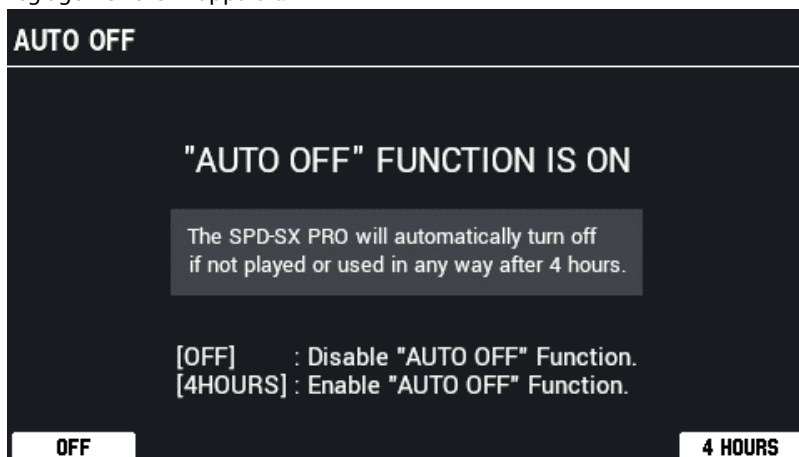 AUTO OFF
"AUTO OFF" FUNCTION IS ON
The SPD-SX PRO will automatically turn off
if not played or used in any way after 4 hours.
[OFF] : Disable "AUTO OFF" Function.
[4HOURS] : Enable "AUTO OFF" Function.
OFF
4 HOURS